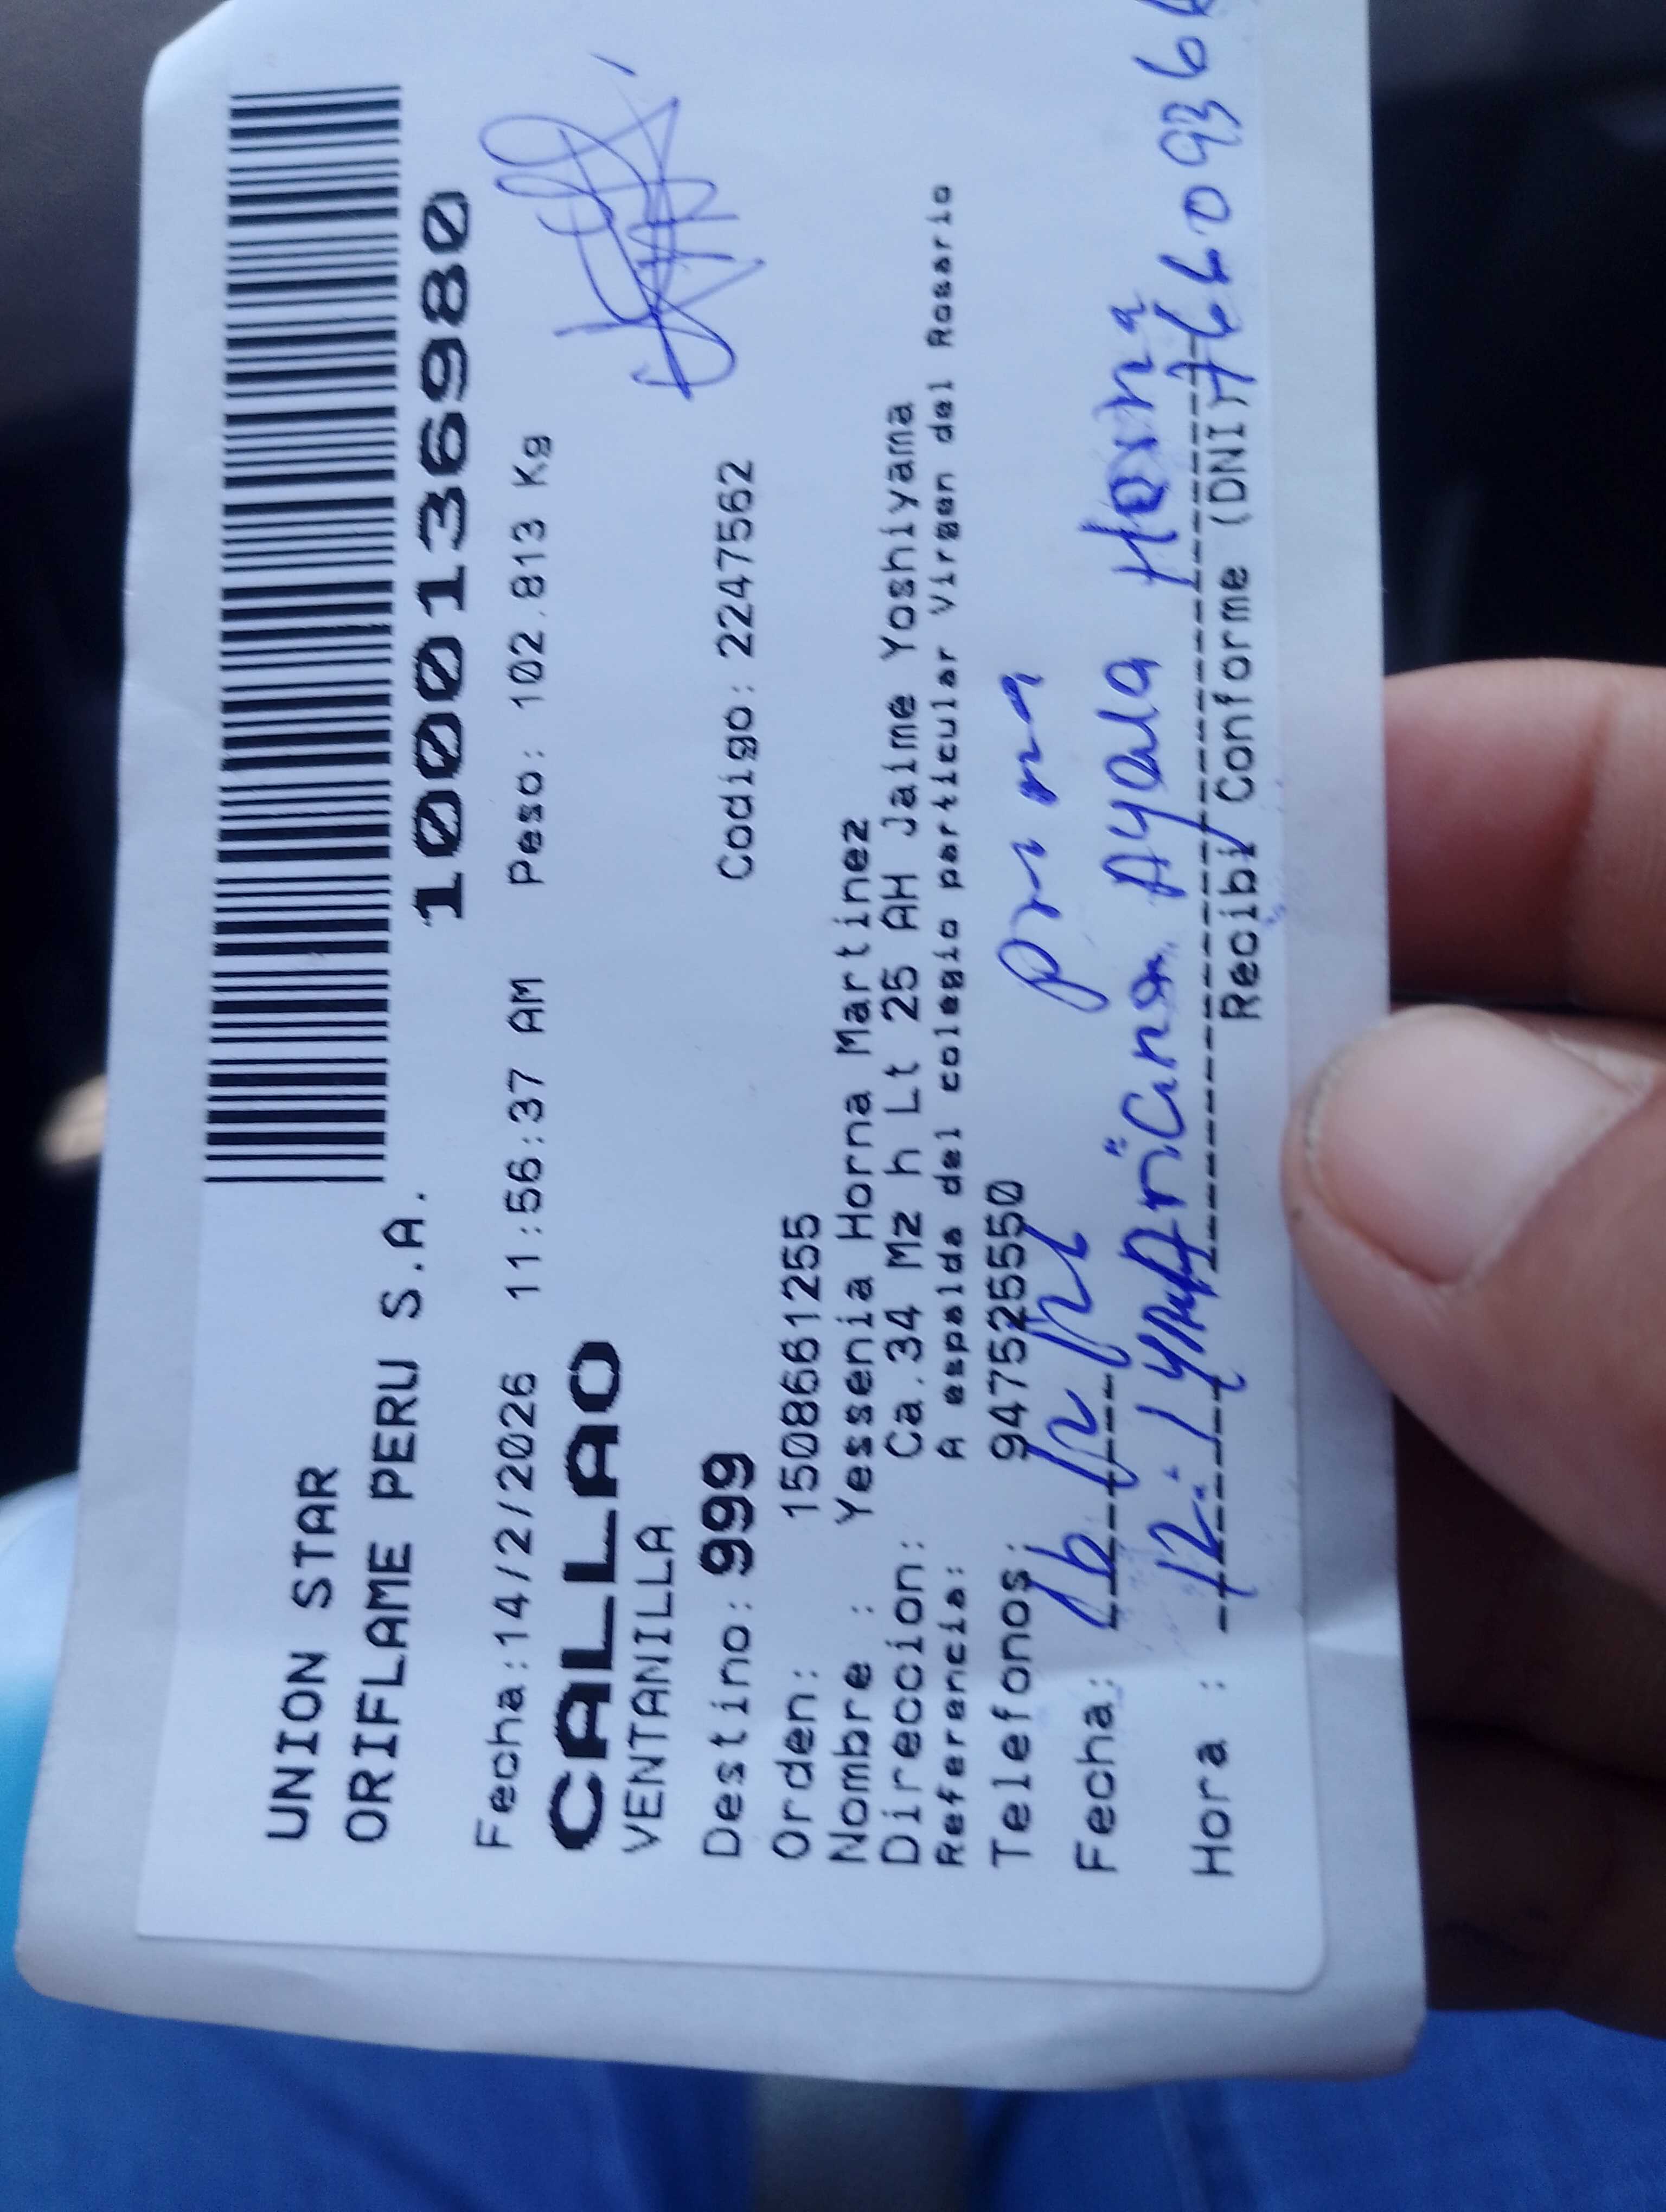 UNION STAR
ORIFLAME PERU S.A.
1000136980
Fecha:14/2/2026 11:56:37 AM Peso: 102.813 Kg
CALLAO
VENTANILLA
Destino: 999 Codigo: 2247562
Orden: 15086661255
Nombre : Yessenia Horna Martinez
Direccion: Ca.34 Mz h Lt 25 AH Jaime Yoshiyama
Referencia: A espalda del colegio particular Virgen del Rosario
Telefonos: 947525550
prima
Fecha:
Ariana Ayala Horna
Hora :
Recibi Conforme (DNI)